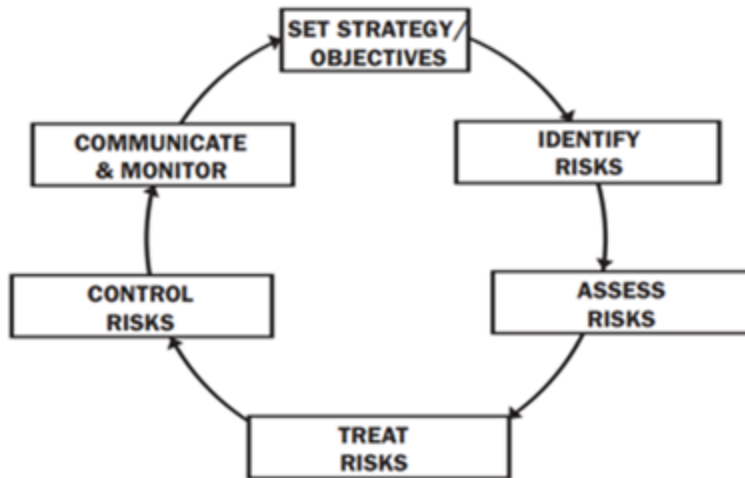 SET STRATEGY/
OBJECTIVES
IDENTIFY
RISKS
ASSESS
RISKS
TREAT
RISKS
CONTROL
RISKS
COMMUNICATE
& MONITOR